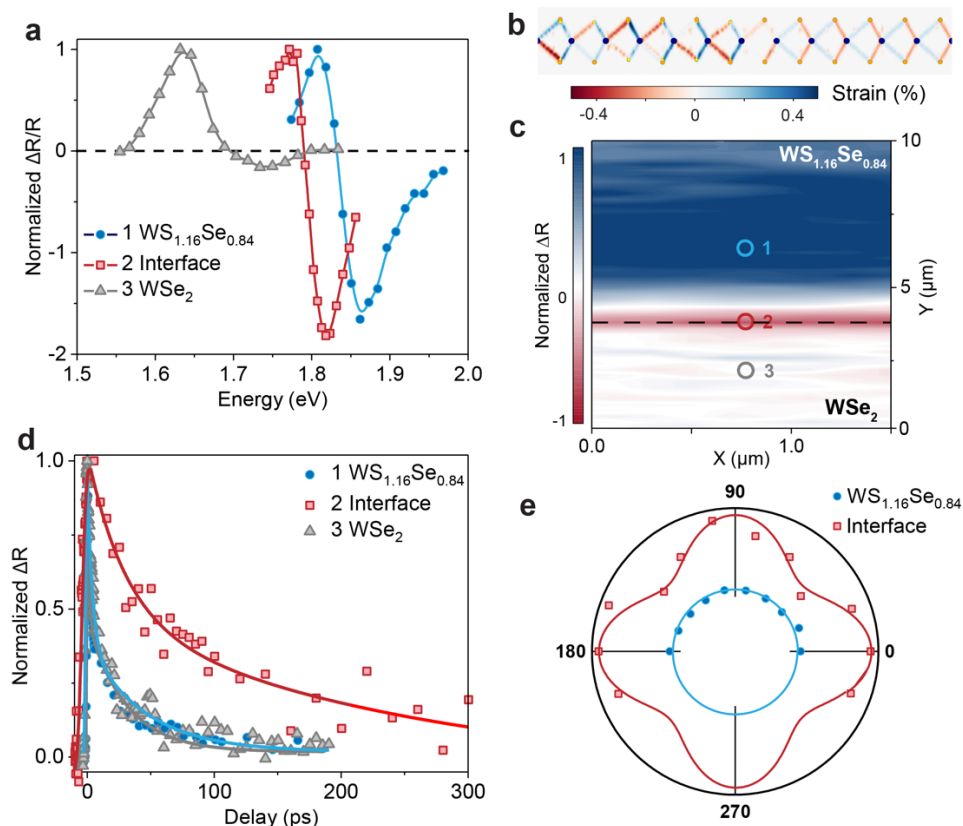 a
Normalized ΔR/R
1
0
-1
-2
1 WS1.16Se0.84
2 Interface
3 WSe2
1.5 1.6 1.7 1.8 1.9 2.0
Energy (eV)
b
-0.4 0 0.4 Strain (%)
c
Normalized ΔR
1
0
-1
WS1.16Se0.84
1
2
3
WSe2
10
5
0
Y (μm)
0.0 1.0
X (μm)
d
Normalized ΔR
1.0
0.5
0.0
1 WS1.16Se0.84
2 Interface
3 WSe2
0 100 200 300
Delay (ps)
e
WS1.16Se0.84
Interface
90
180
0
270